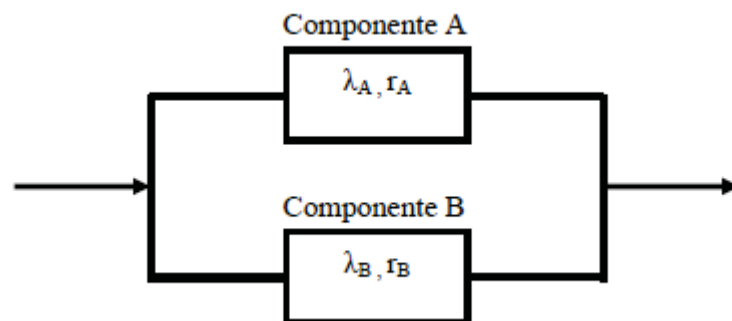 Componente A
λA , rA
Componente B
λB , rB